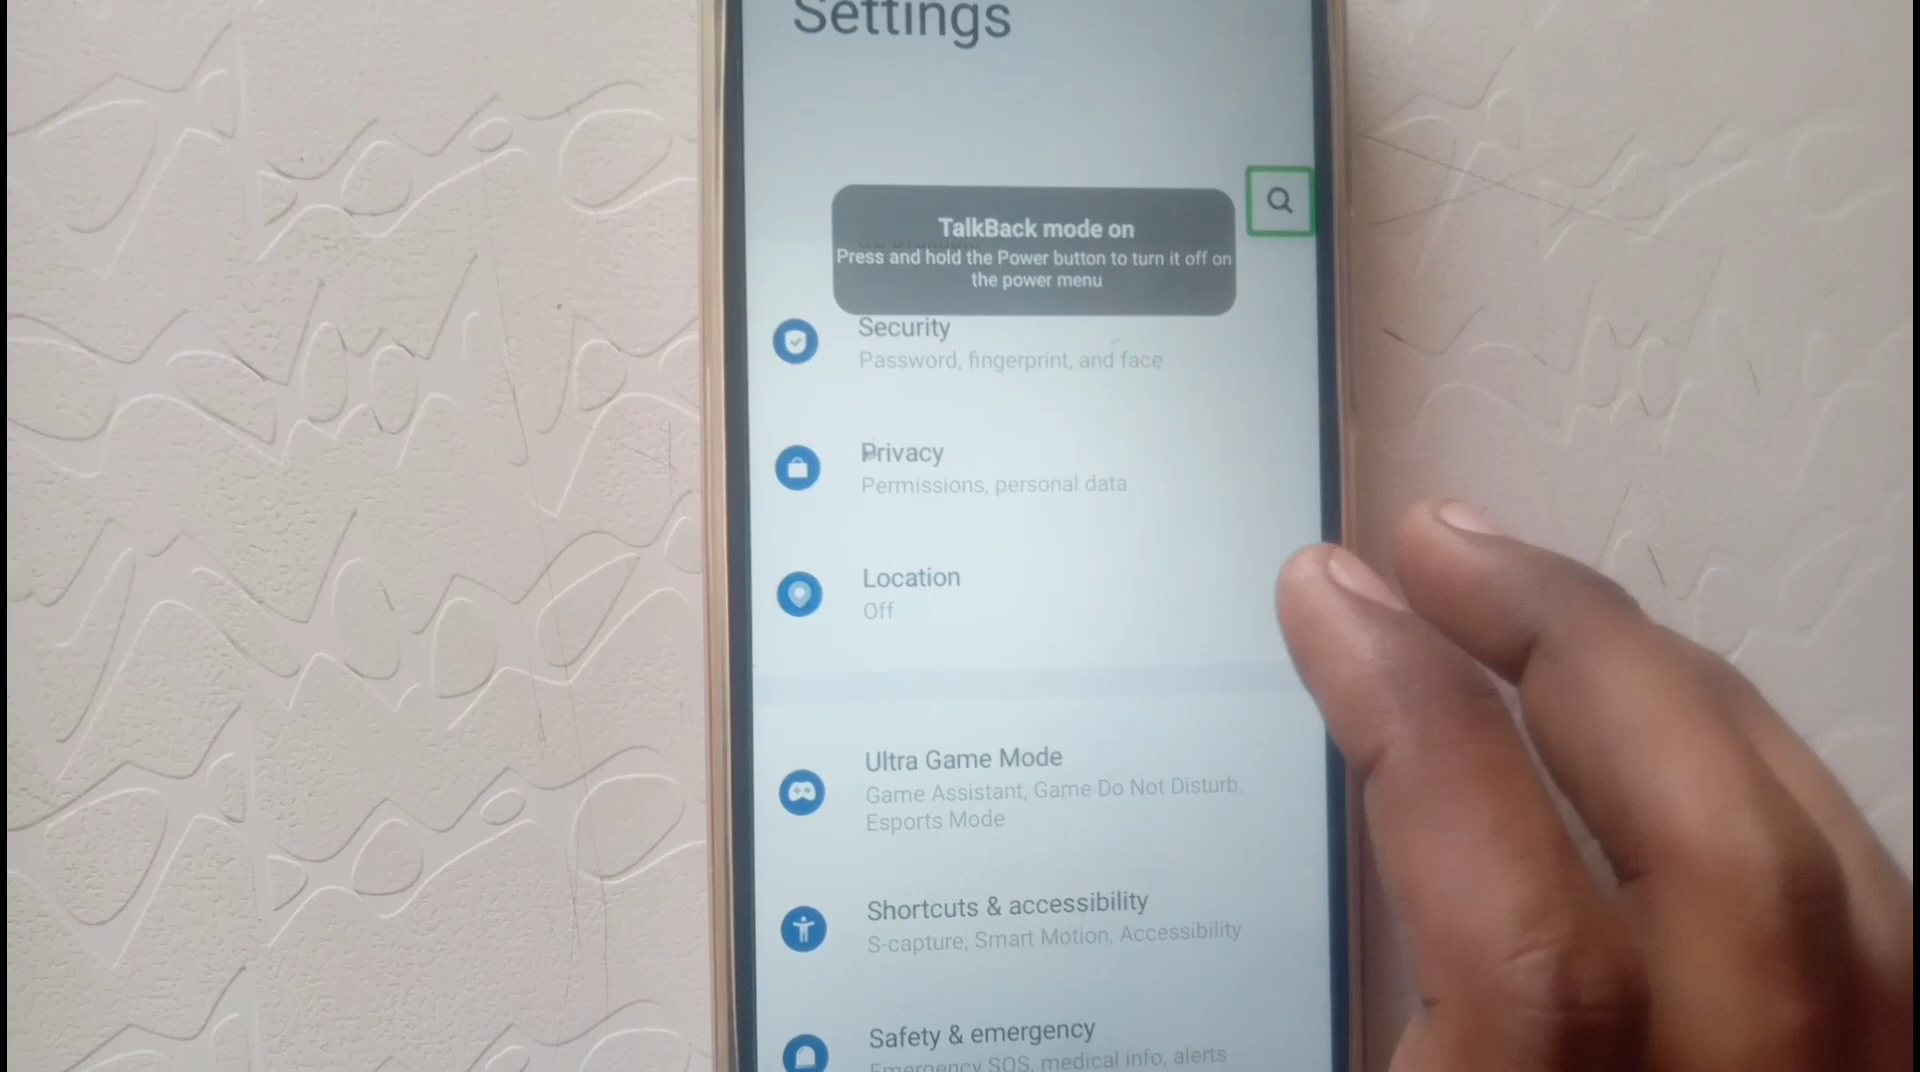 Settings
TalkBack mode on
Press and hold the Power button to turn it off on
the power menu
Security
Password, fingerprint, and face
Privacy
Permissions, personal data
Location
Off
Ultra Game Mode
Game Assistant, Game Do Not Disturb,
Esports Mode
Shortcuts & accessibility
S-capture, Smart Motion, Accessibility
Safety & emergency
Emergency SOS, medical info, alerts